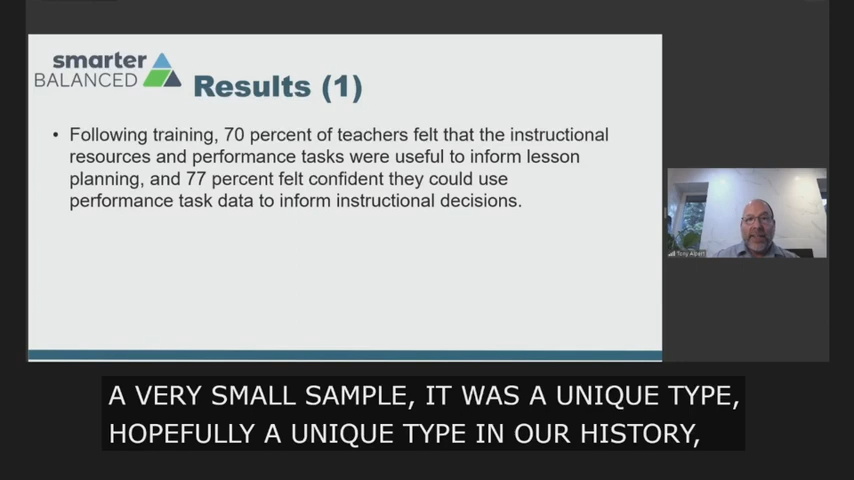 smarter
BALANCED
Results (1)
• Following training, 70 percent of teachers felt that the instructional
resources and performance tasks were useful to inform lesson
planning, and 77 percent felt confident they could use
performance task data to inform instructional decisions.
Tony Alpert
A VERY SMALL SAMPLE, IT WAS A UNIQUE TYPE,
HOPEFULLY A UNIQUE TYPE IN OUR HISTORY,